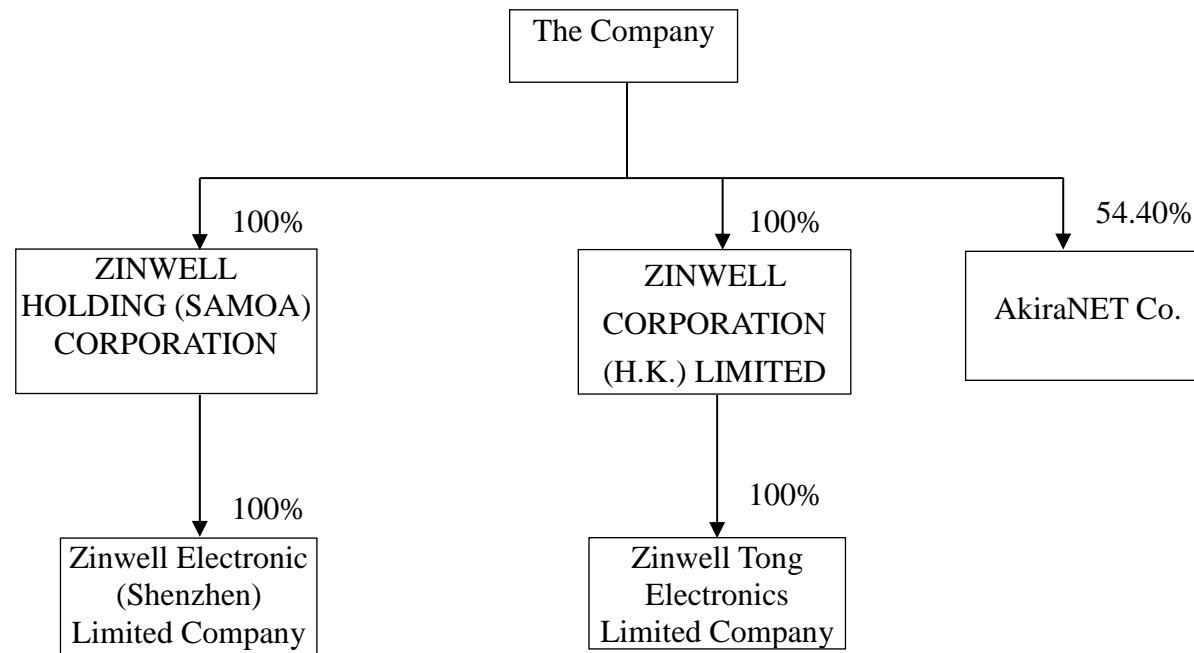 The Company
100%
100%
54.40%
ZINWELL
HOLDING (SAMOA)
CORPORATION
ZINWELL
CORPORATION
(H.K.) LIMITED
AkiraNET Co.
100%
100%
Zinwell Electronic
(Shenzhen)
Limited Company
Zinwell Tong
Electronics
Limited Company